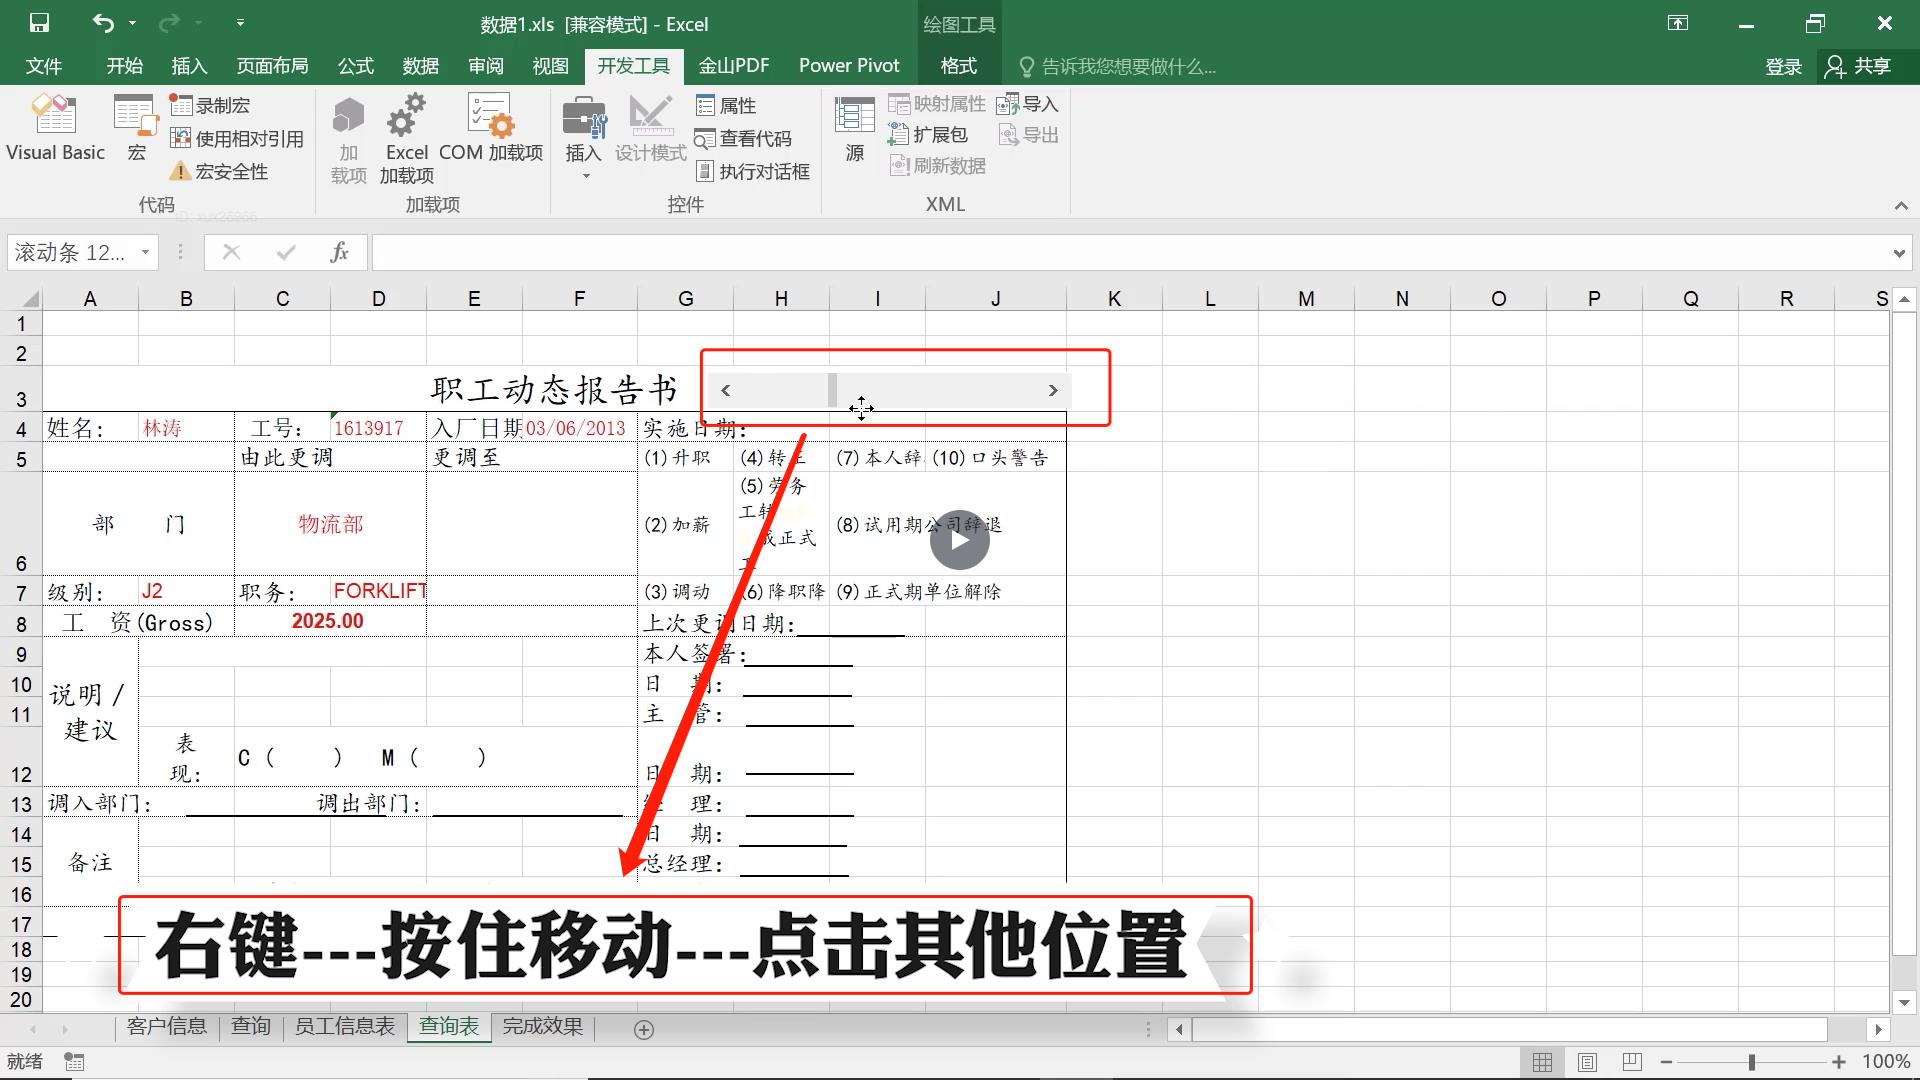 数据1.xls [兼容模式] - Excel
绘图工具
文件 开始 插入 页面布局 公式 数据 审阅 视图 开发工具 金山PDF Power Pivot 格式 告诉我您想要做什么... 登录 共享
Visual Basic
宏
录制宏
使用相对引用
宏安全性
代码
加
载项
Excel
加载项
COM 加载项
加载项
插入
设计模式
属性
查看代码
执行对话框
控件
源
映射属性
扩展包
刷新数据
导入
导出
XML
滚动条 12...
fx
A B C D E F G H I J K L M N O P Q R S
1
2
3 职工动态报告书
4 姓名: 林涛 工号: 1613917 入厂日期 03/06/2013 实施日期:
5 由此更调 更调至 (1)升职 (4)转正 (7)本人辞 (10)口头警告
6 部 门 物流部 (2)加薪 (5)劳务
工转
成正式
工
(8)试用期公司辞退
7 级别: J2 职务: FORKLIFT (3)调动 (6)降职降 (9)正式期单位解除
8 工 资(Gross) 2025.00 上次更调日期:
9 本人签署:
10 说明/ 日 期:
11 建议 主 管:
12 表
现: C ( ) M ( ) 日 期:
13 调入部门: 调出部门: 经 理:
14 日 期:
15 备注 总经理:
16
17
18
19
20
右键---按住移动---点击其他位置
客户信息 查询 员工信息表 查询表 完成效果
就绪
100%